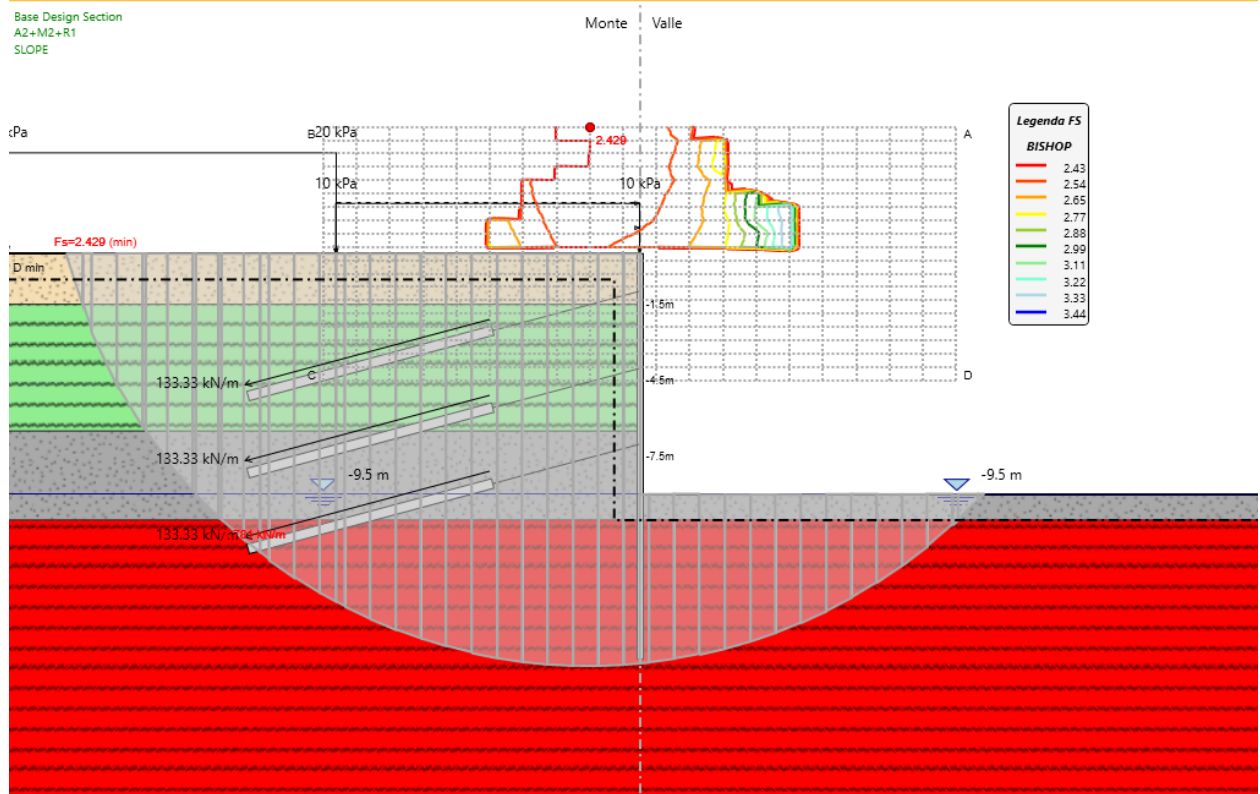 Base Design Section
A2+M2+R1
SLOPE
Monte
Valle
kPa
B
20 kPa
A
2.429
10 kPa
10 kPa
Legenda FS
BISHOP
2.43
2.54
2.65
2.77
2.88
2.99
3.11
3.22
3.33
3.44
Fs=2.429 (min)
D min
-1.5m
133.33 kN/m
C
-4.5m
D
133.33 kN/m
-7.5m
-9.5 m
-9.5 m
133.33 kN/m
kN/m